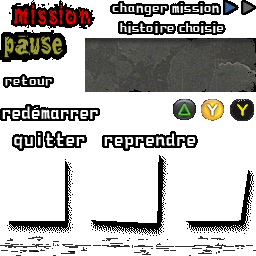 mission
changer mission
histoire choisie
pause
retour
redémarrer
Y Y
quitter reprendre